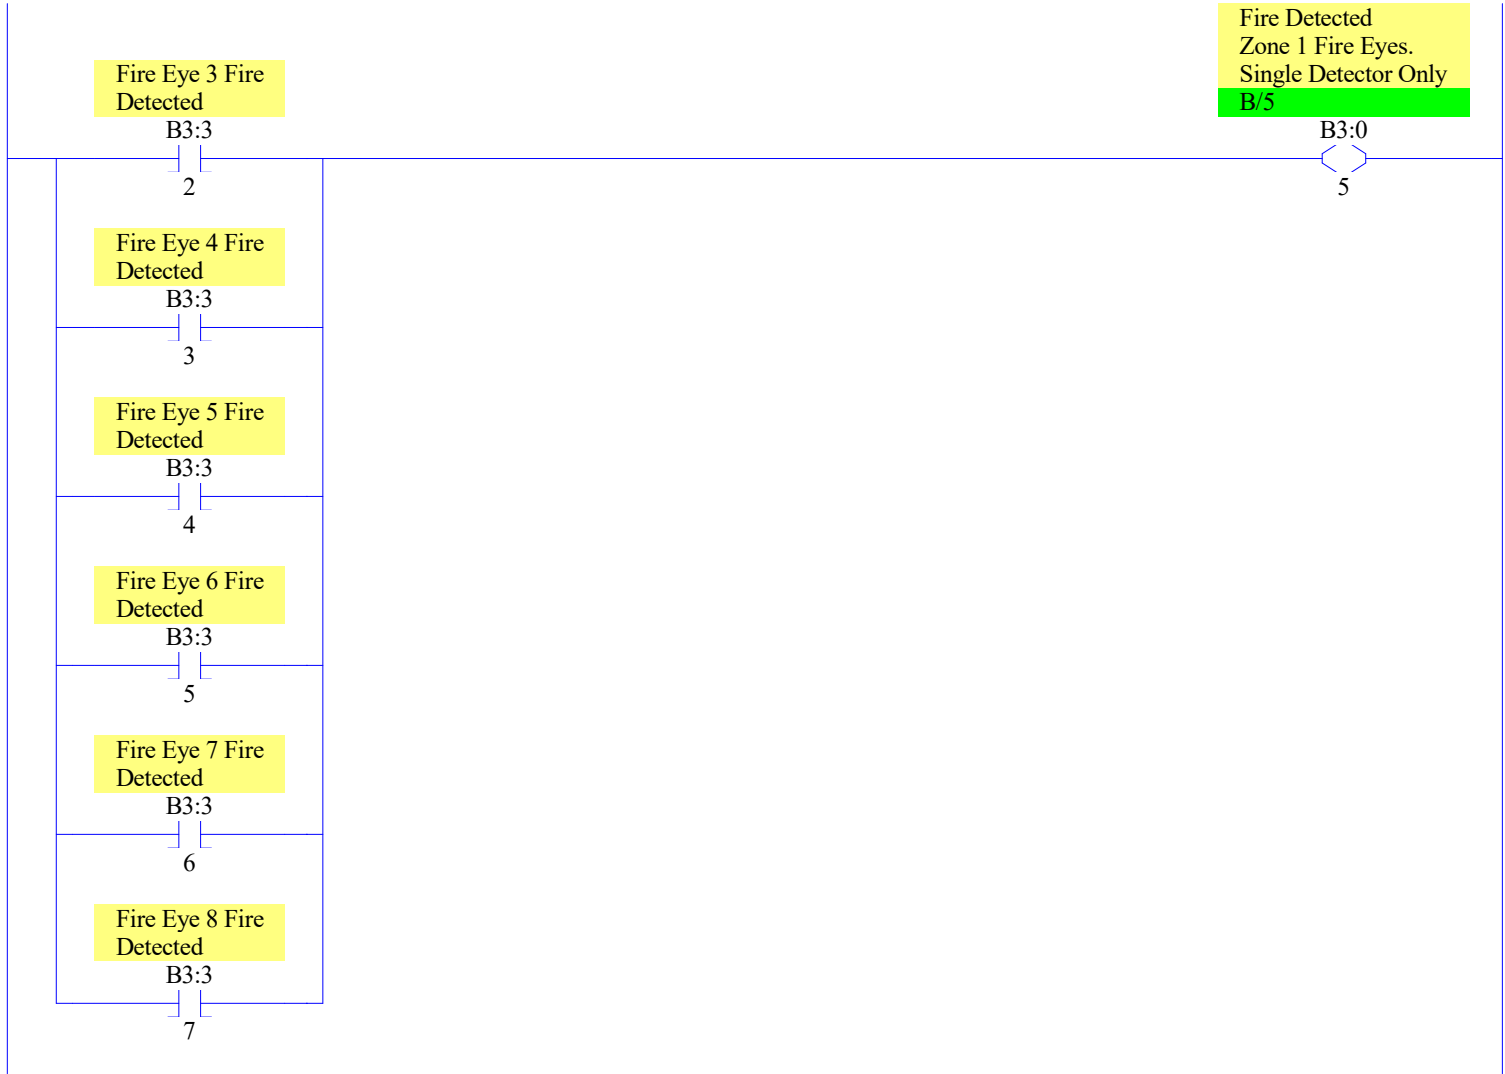 Fire Detected
Zone 1 Fire Eyes.
Single Detector Only
B/5
B3:0
5
Fire Eye 3 Fire
Detected
B3:3
2
Fire Eye 4 Fire
Detected
B3:3
3
Fire Eye 5 Fire
Detected
B3:3
4
Fire Eye 6 Fire
Detected
B3:3
5
Fire Eye 7 Fire
Detected
B3:3
6
Fire Eye 8 Fire
Detected
B3:3
7